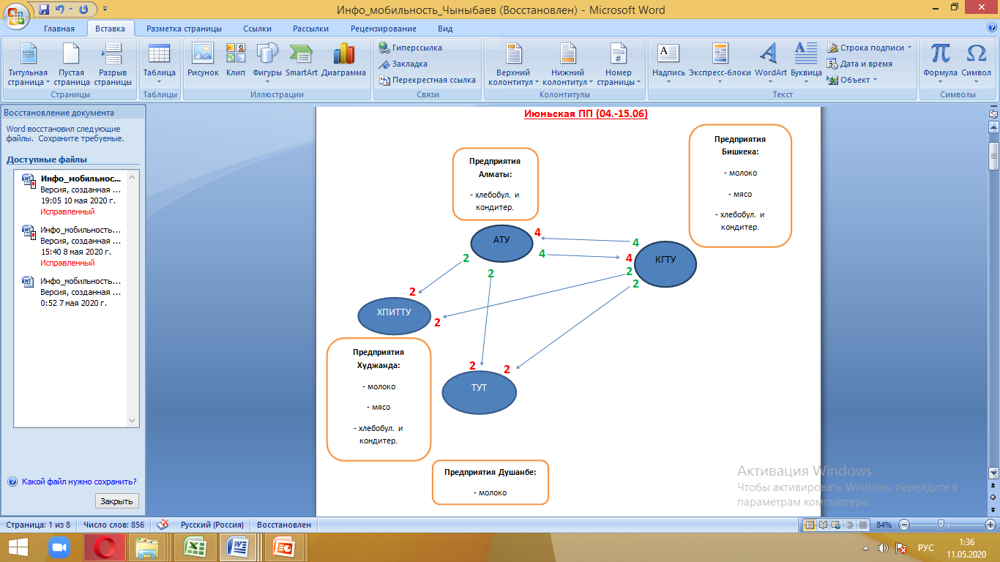 Инфо_мобильность_Чыныбаев (Восстановлен) - Microsoft Word
Главная Вставка Разметка страницы Ссылки Рассылки Рецензирование Вид
Титульная страница
Пустая страница
Разрыв страницы
Таблица
Рисунок
Клип
Фигуры
SmartArt
Диаграмма
Гиперссылка
Закладка
Перекрестная ссылка
Верхний колонтитул
Нижний колонтитул
Номер страницы
Надпись
Экспресс-блоки
WordArt
Буквица
Строка подписи
Дата и время
Объект
Формула
Символ
Страницы Таблицы Иллюстрации Связи Колонтитулы Текст Символы
Восстановление документа
Word восстановил следующие
файлы. Сохраните требуемые.
Доступные файлы
Инфо_мобильнос...
Версия, созданная ...
19:05 10 мая 2020 г.
Исправленный
Инфо_мобильность...
Версия, созданная ...
15:40 8 мая 2020 г.
Исправленный
Инфо_мобильность...
Версия, созданная ...
0:52 7 мая 2020 г.
Какой файл нужно сохранить?
Закрыть
Июньская ПП (04.-15.06)
Предприятия
Алматы:
- хлебобул. и
кондитер.
Предприятия
Бишкека:
- молоко
- мясо
- хлебобул. и
кондитер.
АТУ
4
4
КГТУ
4
4
2
2
2
2
2
ХПИТТУ
2
2
2
ТУТ
Предприятия
Худжанда:
- молоко
- мясо
- хлебобул. и
кондитер.
Предприятия Душанбе:
- молоко
Активация Windows
Чтобы активировать Windows, перейдите к
параметрам компьютера.
Страница: 1 из 8 Число слов: 856 Русский (Россия) Восстановлен 84%
РУС
1:36
11.05.2020